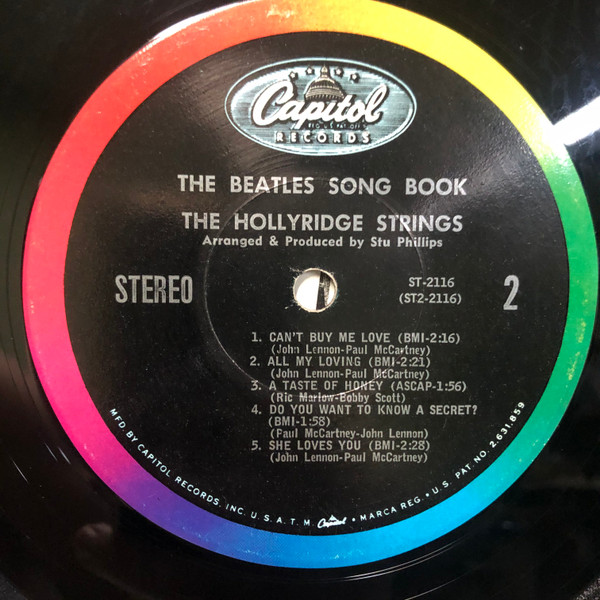 Capitol
RECORDS
THE BEATLES SONG BOOK
THE HOLLYRIDGE STRINGS
Arranged & Produced by Stu Phillips
STEREO
ST-2116
(ST2-2116)
2
1. CAN'T BUY ME LOVE (BMI-2:16)
(John Lennon-Paul McCartney)
2. ALL MY LOVING (BMI-2:21)
(John Lennon-Paul McCartney)
3. A TASTE OF HONEY (ASCAP-1:56)
(Ric Marlow-Bobby Scott)
4. DO YOU WANT TO KNOW A SECRET?
(BMI-1:58)
(Paul McCartney-John Lennon)
5. SHE LOVES YOU (BMI-2:28)
(John Lennon-Paul McCartney)
MFD. BY CAPITOL RECORDS, INC. U.S.A. T.M. Capitol • MARCA REG. • U.S. PAT. NO. 2,631,859